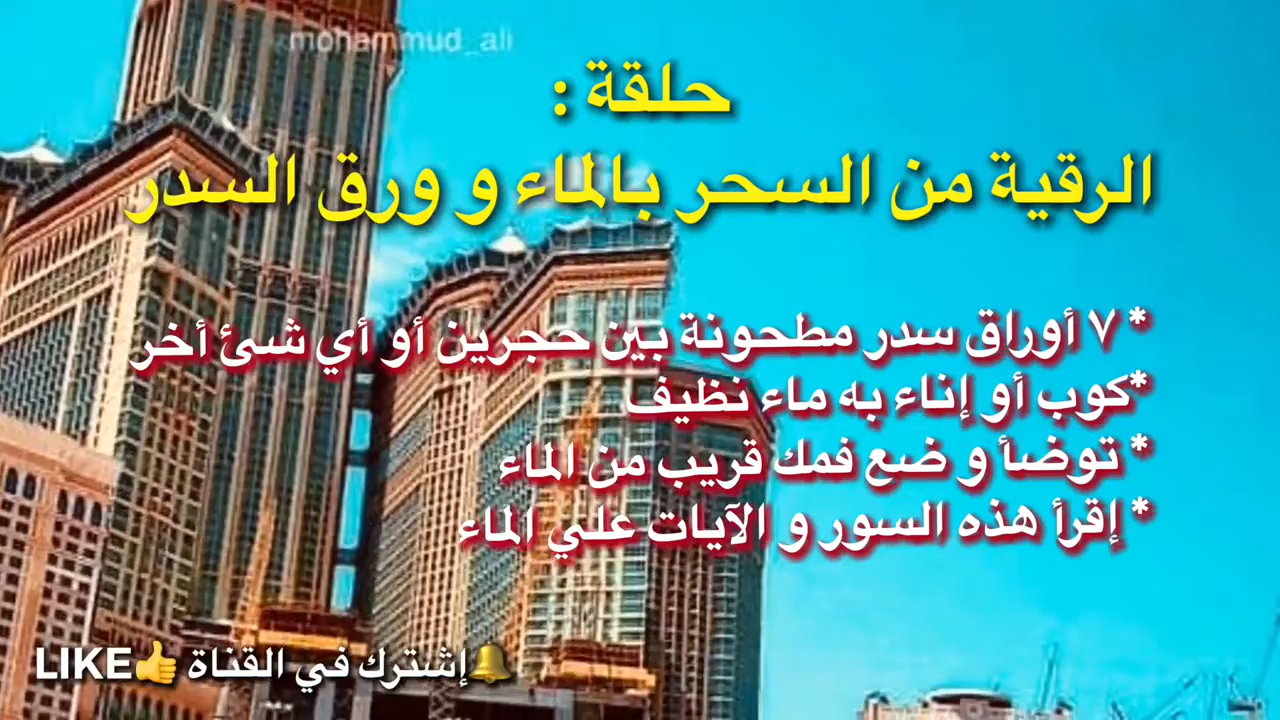 mohammud_ali
حلقة :
الرقية من السحر بالماء و ورق السدر
* ٧ أوراق سدر مطحونة بين حجرين أو أي شئ أخر
*كوب أو إناء به ماء نظيف
* توضأ و ضع فمك قريب من الماء
* إقرأ هذه السور و الآيات علي الماء
🔔إشترك في القناة 👍LIKE